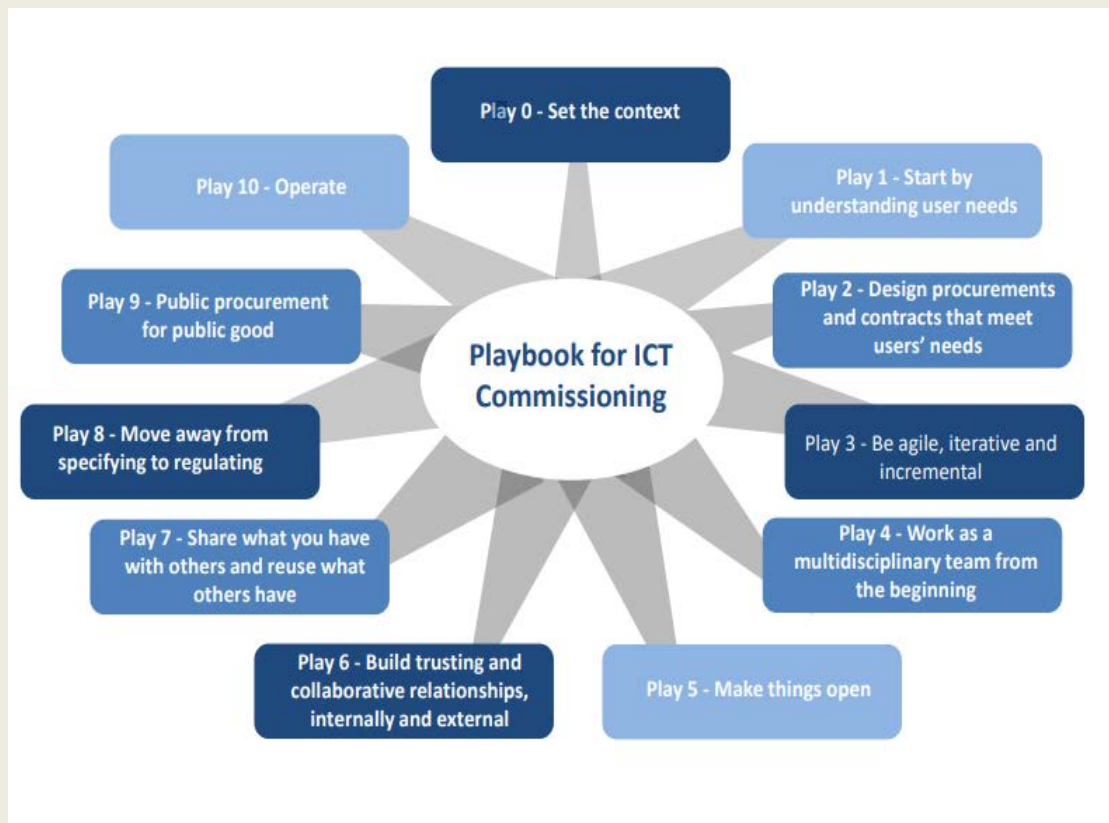 Play 0 - Set the context
Play 1 - Start by
understanding user needs
Play 2 - Design procurements
and contracts that meet
users’ needs
Play 3 - Be agile, iterative and
incremental
Play 4 - Work as a
multidisciplinary team from
the beginning
Play 5 - Make things open
Play 6 - Build trusting and
collaborative relationships,
internally and external
Play 7 - Share what you have
with others and reuse what
others have
Play 8 - Move away from
specifying to regulating
Play 9 - Public procurement
for public good
Play 10 - Operate
Playbook for ICT
Commissioning